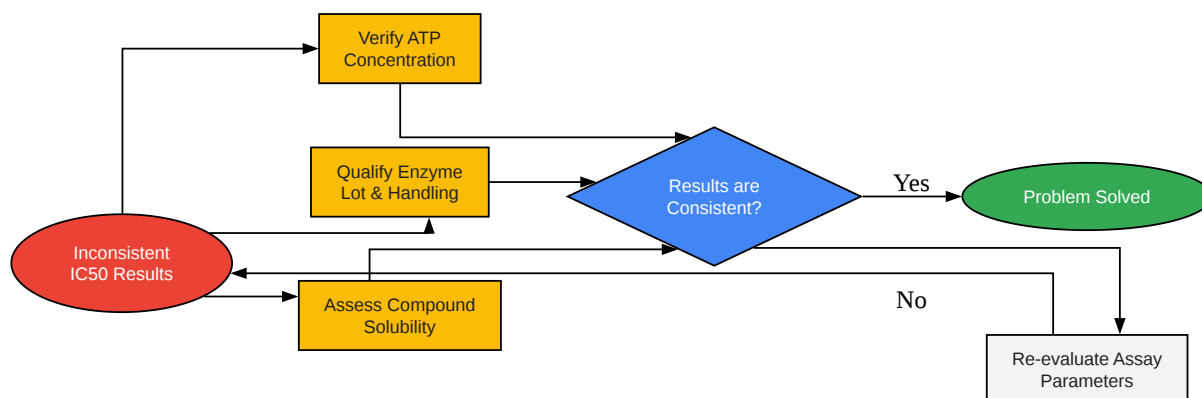 Verify ATP
Concentration
Qualify Enzyme
Lot & Handling
Results are
Consistent?
Yes
Problem Solved
Inconsistent
IC50 Results
Assess Compound
Solubility
No
Re-evaluate Assay
Parameters